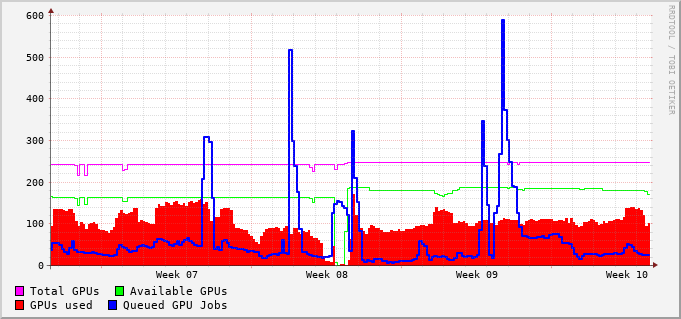 600
500
400
300
200
100
0
Week 07 Week 08 Week 09 Week 10
Total GPUs Available GPUs
GPUs used Queued GPU Jobs
RRDTOOL / TOBI OETIKER